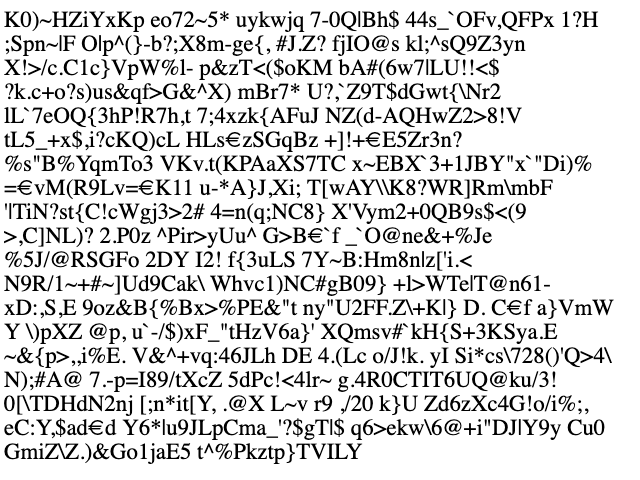 K0)~HZiYxKp eo72~5* uykwjq 7-0Q|Bh$ 44s_`OFv,QFPx 1?H
;Spn~|F O|p^(}-b?;X8m-ge{, #J.Z? fjIO@s kl;^sQ9Z3yn
X!>/c.C1c}VpW%l- p&zT<($oKM bA#(6w7|LU!!<$
?k.c+o?s)us&qf>G&^X) mBr7* U?,`Z9T$dGwt{\Nr2
lL`7eOQ{3hP!R7h,t 7;4xzk{AFuJ NZ(d-AQHwZ2>8!V
tL5_+x$,i?cKQ)cL HLs€zSGqBz +]!+€E5Zr3n?
%s"B%YqmTo3 VKv.t(KPAaXS7TC x~EBX`3+1JBY"x`"Di)%
=€vM(R9Lv=€K11 u-*A}J,Xi; T[wAY\\K8?WR]Rm\mbF
'|TiN?st{C!cWgj3>2# 4=n(q;NC8} X'Vym2+0QB9s$<(9
>,C]NL)? 2.P0z ^Pir>yUu^ G>B€`f _`O@ne&+%Je
%5J/@RSGFo 2DY I2! f{3uLS 7Y~B:Hm8n|z['i.<
N9R/1~+#~]Ud9Cak\ Whvc1)NC#gB09} +l>WTe|T@n61-
xD:,S,E 9oz&B{%Bx>%PE&"t ny"U2FF.Z\+K|} D. C€f a}VmW
Y \)pXZ @p, u`-/$)xF_"tHzV6a}' XQmsv#`kH{S+3KSya.E
~&{p>,,i%E. V&^+vq:46JLh DE 4.(Lc o/J!k. yI Si*cs\728()'Q>4\
N);#A@ 7.-p=I89/tXcZ 5dPc!<4lr~ g.4R0CTIT6UQ@ku/3!
0[\TDHdN2nj [;n*it[Y, .@X L~v r9 ,/20 k}U Zd6zXc4G!o/i%;,
eC:Y,$ad€d Y6*|u9JLpCma_'?$gT|$ q6>ekw\6@+i"DJ|Y9y Cu0
GmiZ\Z.)&Go1jaE5 t^%Pkztp}TVILY